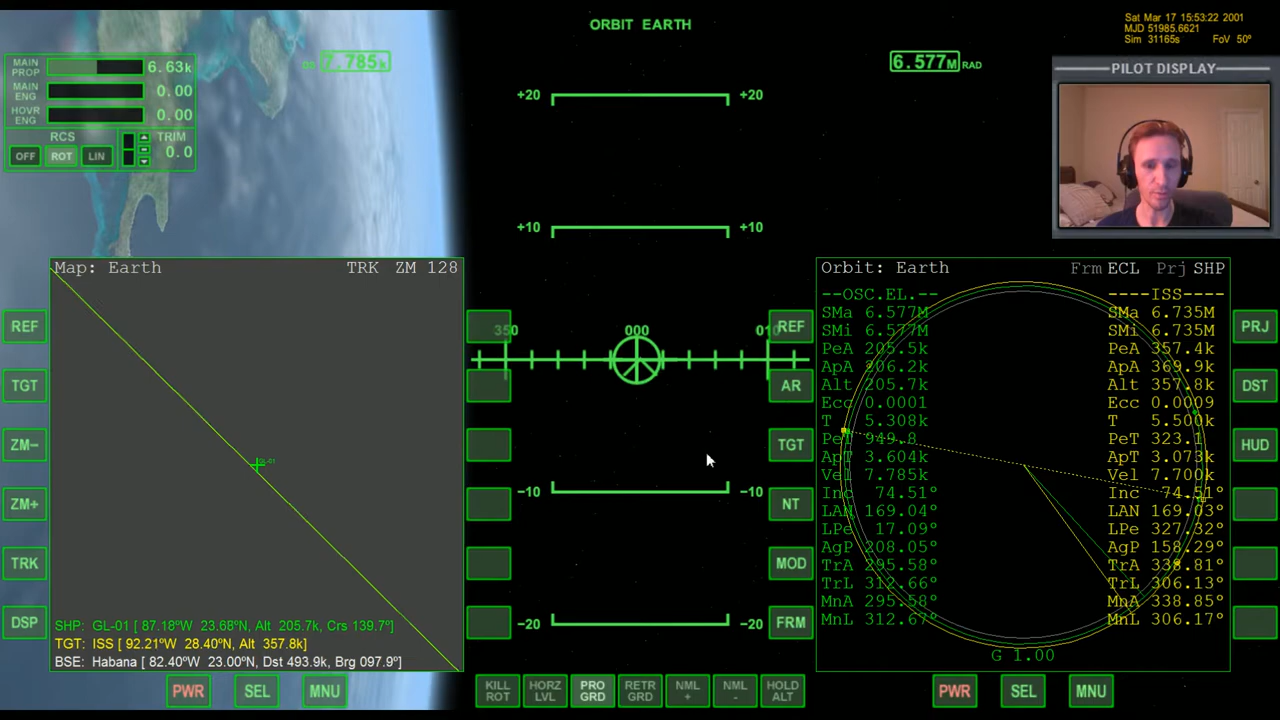 ORBIT EARTH
Sat Mar 17 15:53:22 2001
MJD 51985.6621
Sim 31165s FoV 50°
MAIN PROP 6.63k
MAIN ENG 0.00
HOVR ENG 0.00
RCS TRIM
OFF ROT LIN 0.0
OS 7.785k
6.577M RAD
PILOT DISPLAY
+20 +20
+10 +10
350 000 010
-10 -10
-20 -20
Map: Earth TRK ZM 128
REF
TGT
ZM-
ZM+
TRK
DSP
GL-01
SHP: GL-01 [ 87.18°W 23.68°N, Alt 205.7k, Crs 139.7°]
TGT: ISS [ 92.21°W 28.40°N, Alt 357.8k]
BSE: Habana [ 82.40°W 23.00°N, Dst 493.9k, Brg 097.9°]
PWR SEL MNU
KILL ROT
HORZ LVL
PRO GRD
RETR GRD
NML +
NML -
HOLD ALT
REF
AR
TGT
NT
MOD
FRM
Orbit: Earth Frm ECL Prj SHP
--OSC.EL.-- ----ISS----
SMa 6.577M SMa 6.735M
SMi 6.577M SMi 6.735M
PeA 205.5k PeA 357.4k
ApA 206.2k ApA 369.9k
Alt 205.7k Alt 357.8k
Ecc 0.0001 Ecc 0.0009
T 5.308k T 5.500k
PeT 949.8 PeT 323.1
ApT 3.604k ApT 3.073k
Vel 7.785k Vel 7.700k
Inc 74.51° Inc 74.51°
LAN 169.04° LAN 169.03°
LPe 17.09° LPe 327.32°
AgP 208.05° AgP 158.29°
TrA 295.58° TrA 338.81°
TrL 312.66° TrL 306.13°
MnA 295.58° MnA 338.85°
MnL 312.67° MnL 306.17°
G 1.00
PRJ
DST
HUD
PWR SEL MNU